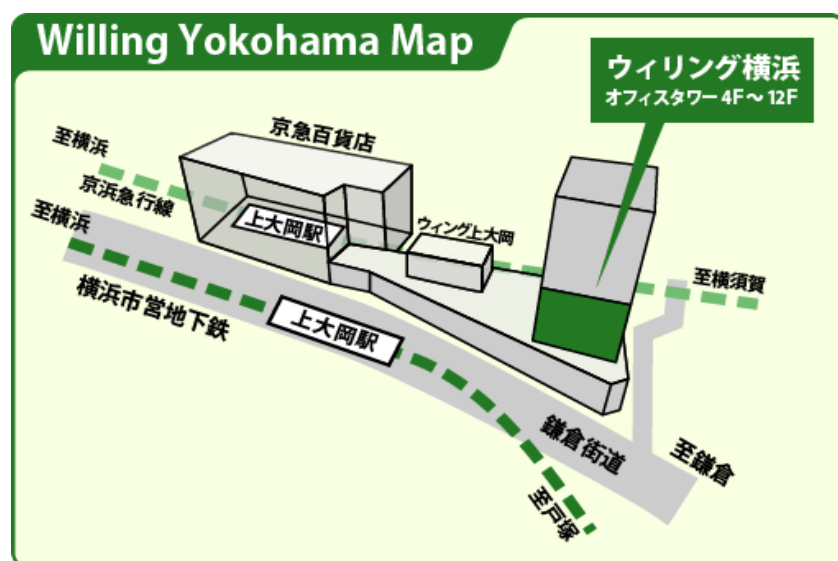 Willing Yokohama Map
ウィリング横浜
オフィスタワー 4F～12F
京急百貨店
至横浜
京浜急行線
上大岡駅
ウィング上大岡
至横須賀
至横浜
横浜市営地下鉄
上大岡駅
鎌倉街道
至鎌倉
至戸塚